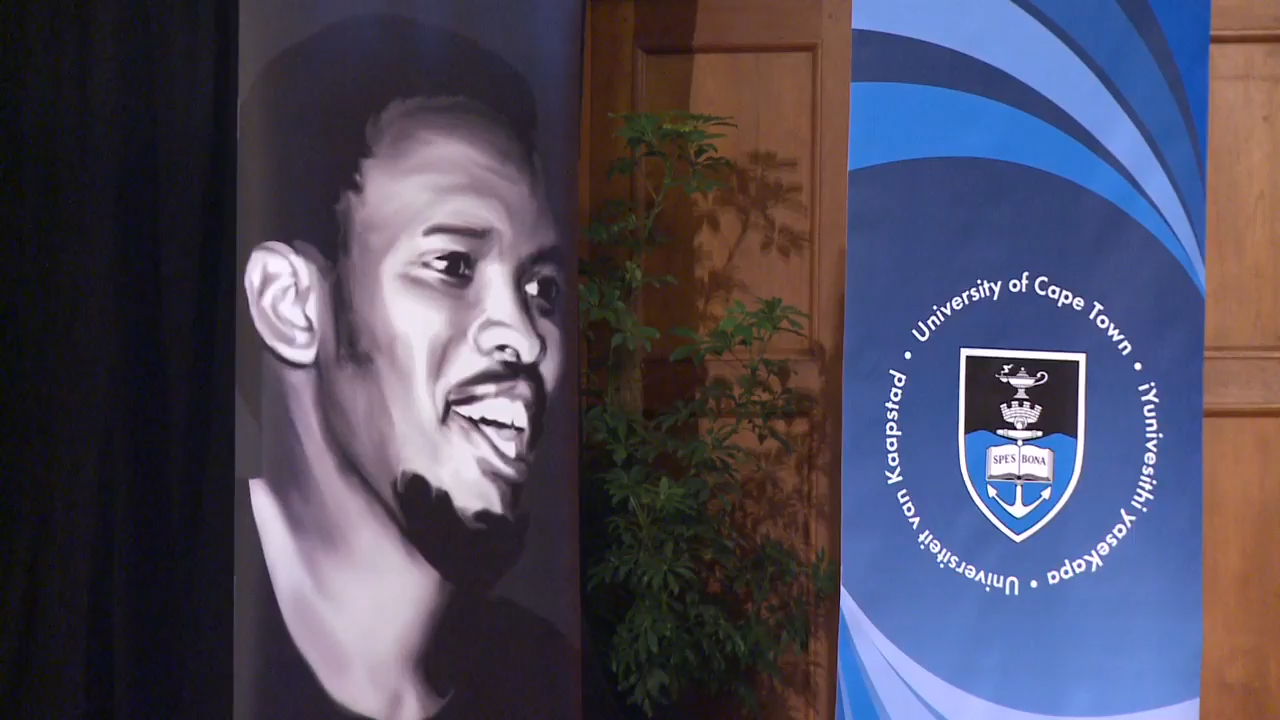 University of Cape Town • iYunivesithi yaseKapa • Universiteit van Kaapstad •
SPES BONA